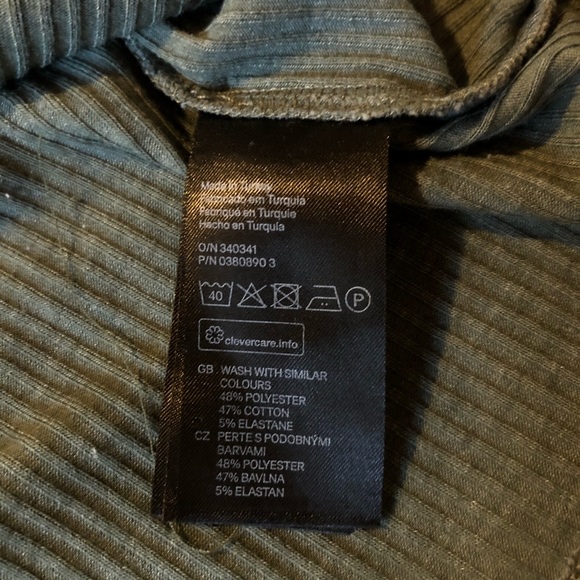 Made in Turkey
Fabricado em Turquia
Fabriqué en Turquie
Hecho en Turquía
O/N 340341
P/N 0380890 3
40
P
clevercare.info
GB WASH WITH SIMILAR
COLOURS
48% POLYESTER
47% COTTON
5% ELASTANE
CZ PERTE S PODOBNÝMI
BARVAMI
48% POLYESTER
47% BAVLNA
5% ELASTAN